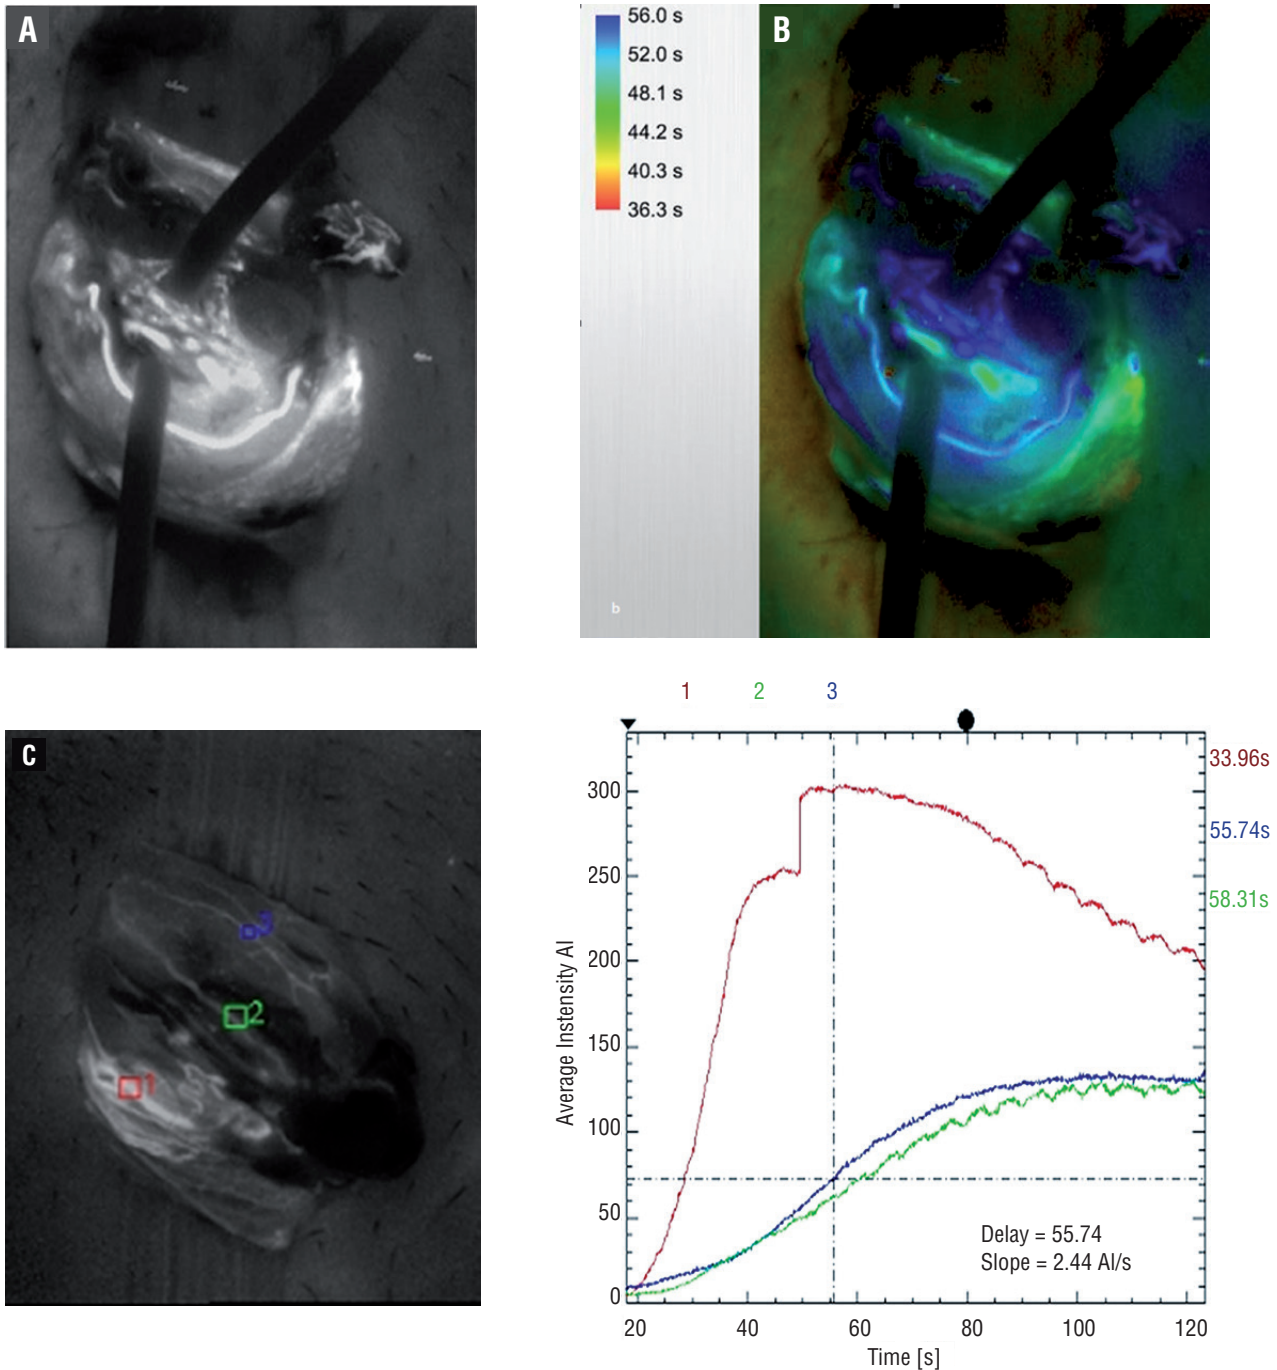 A
56.0 s
52.0 s
48.1 s
44.2 s
40.3 s
36.3 s
B
b
C
1
2
3
1 2 3
33.96s
55.74s
58.31s
300
250
200
150
100
50
0
Average Instensity AI
Delay = 55.74
Slope = 2.44 AI/s
20 40 60 80 100 120
Time [s]